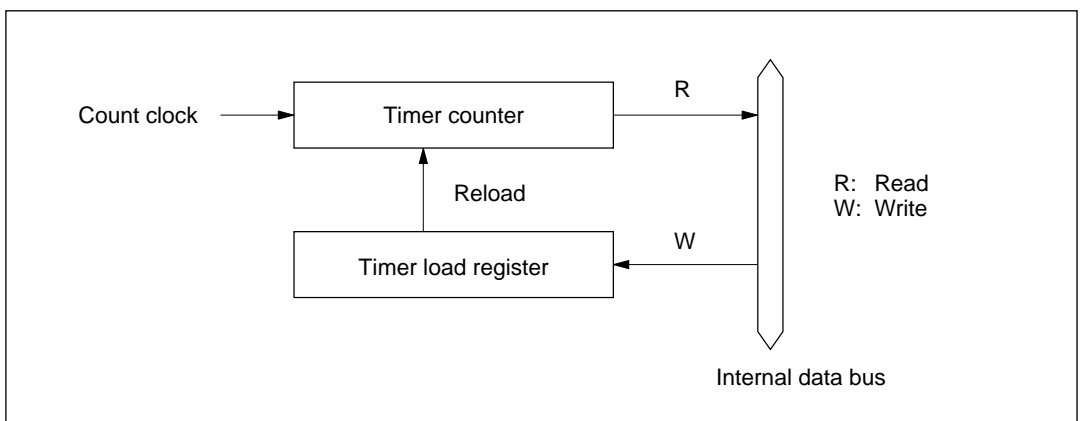 R
Count clock
Timer counter
Reload
R: Read
W: Write
W
Timer load register
Internal data bus